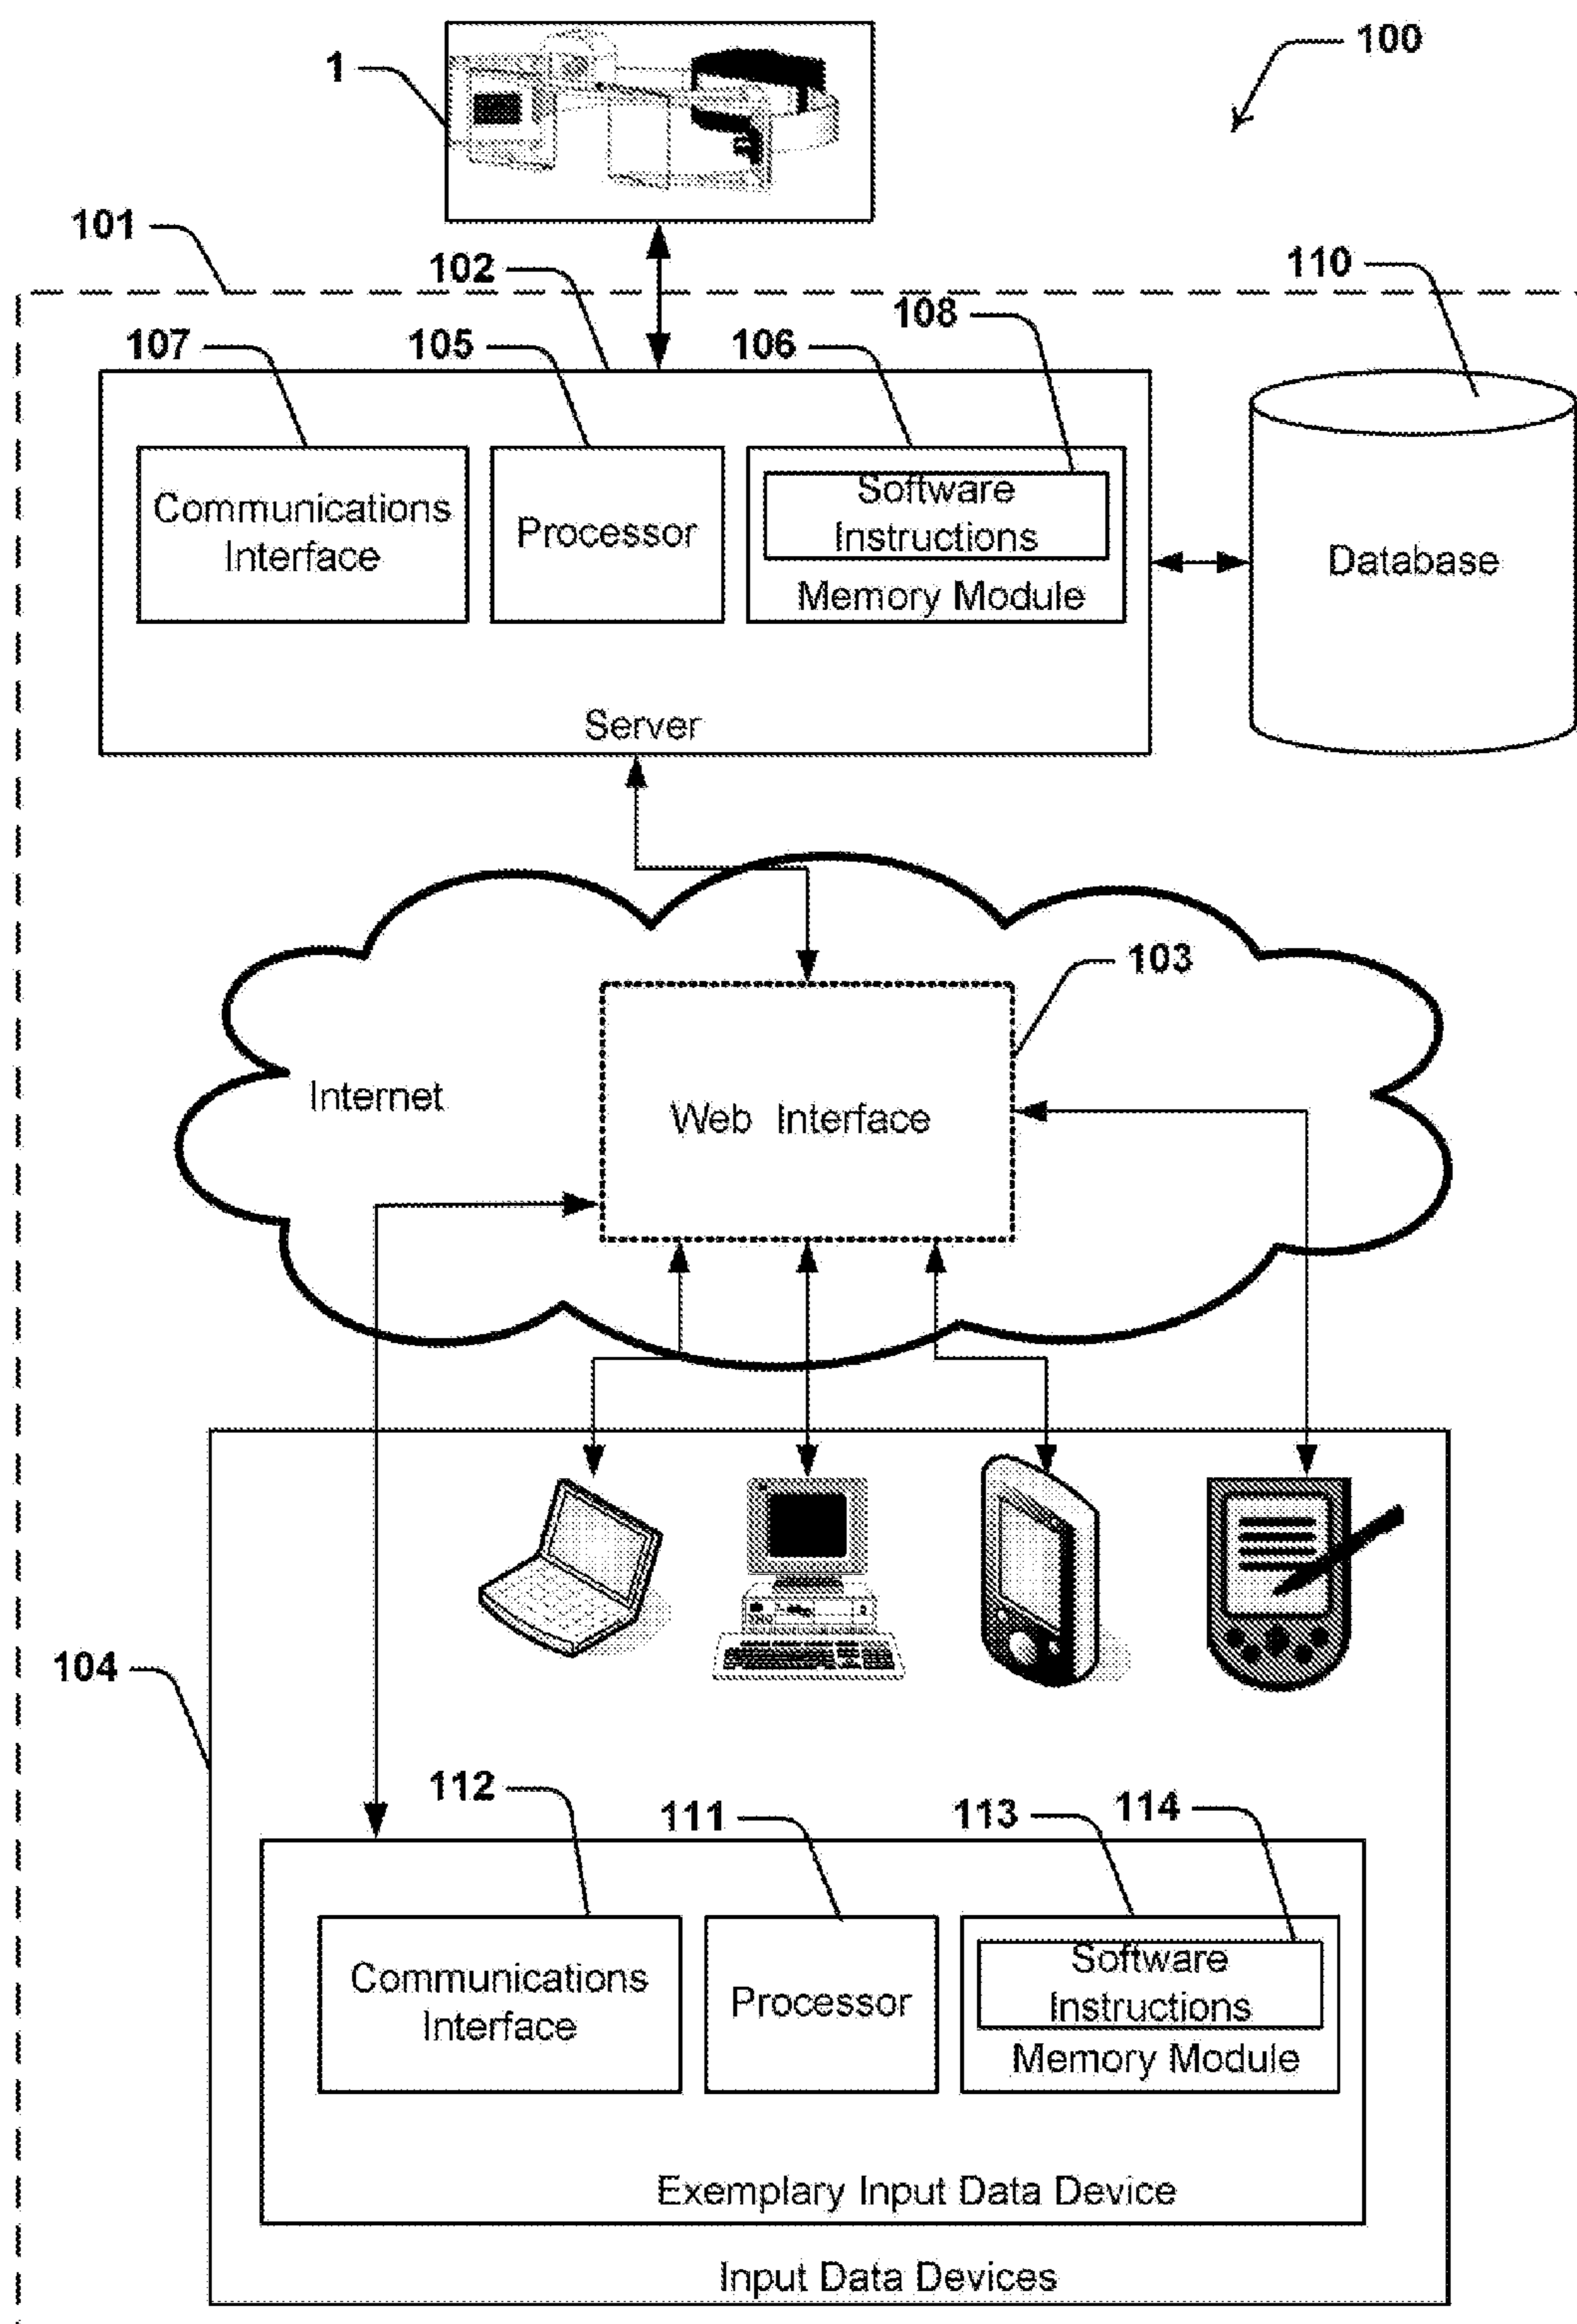 100
1
101
102
110
107
105
106
108
Communications
Interface
Processor
Software
Instructions
Memory Module
Database
Server
103
Internet
Web Interface
104
112
111
113
114
Communications
Interface
Processor
Software
Instructions
Memory Module
Exemplary Input Data Device
Input Data Devices